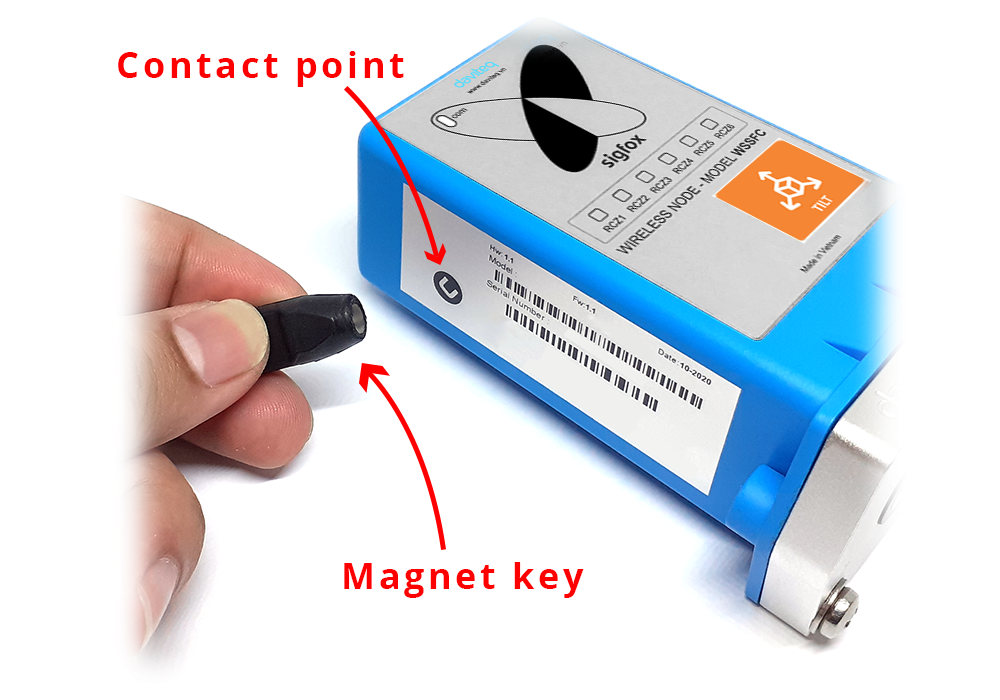 Contact point
daviteq
www.daviteq.vn
com
sigfox
RCZ1 RCZ2 RCZ3 RCZ4 RCZ5 RCZ6
WIRELESS NODE - MODEL WSSFC
TILT
Made in Vietnam
Hw: 1.1
Fw:1.1
Model :
Serial Number :
Date: 10-2020
Magnet key